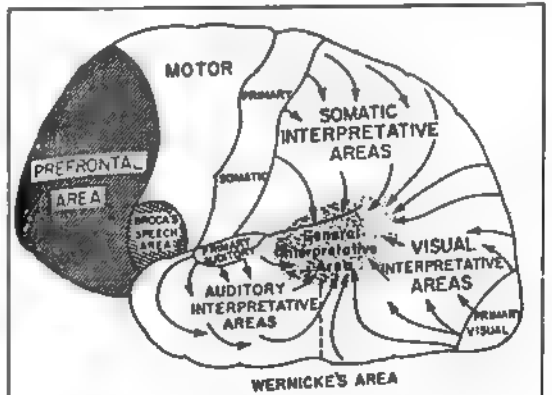 MOTOR
PRIMARY
SOMATIC
SOMATIC
INTERPRETATIVE
AREAS
PREFRONTAL
AREA
BROCA'S
SPEECH
AREA
PRIMARY
AUDITORY
General
Interpretative
Area
AUDITORY
INTERPRETATIVE
AREAS
VISUAL
INTERPRETATIVE
AREAS
PRIMARY
VISUAL
WERNICKE'S AREA